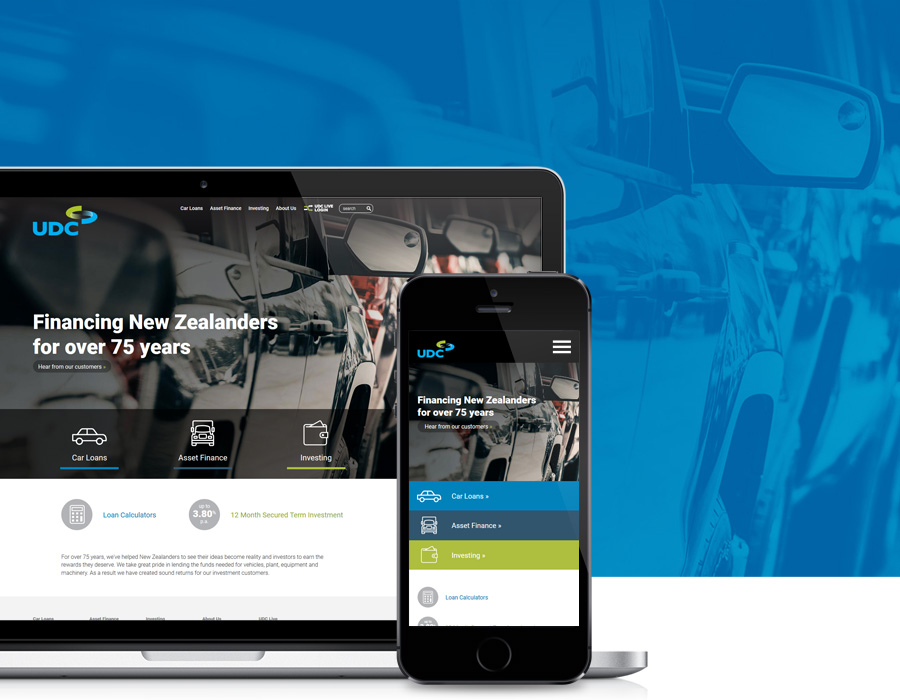 UDC
Car Loans Asset Finance Investing About Us UDC LIVE LOGIN search
Financing New Zealanders
for over 75 years
Hear from our customers »
Car Loans
Asset Finance
Investing
Loan Calculators
up to
3.80%
p.a.
12 Month Secured Term Investment
For over 75 years, we've helped New Zealanders to see their ideas become reality and investors to earn the
rewards they deserve. We take great pride in lending the funds needed for vehicles, plant, equipment and
machinery. As a result we have created sound returns for our investment customers.
Car Loans Asset Finance Investing About Us UDC Live
UDC
Financing New Zealanders
for over 75 years
Hear from our customers »
Car Loans »
Asset Finance »
Investing »
Loan Calculators